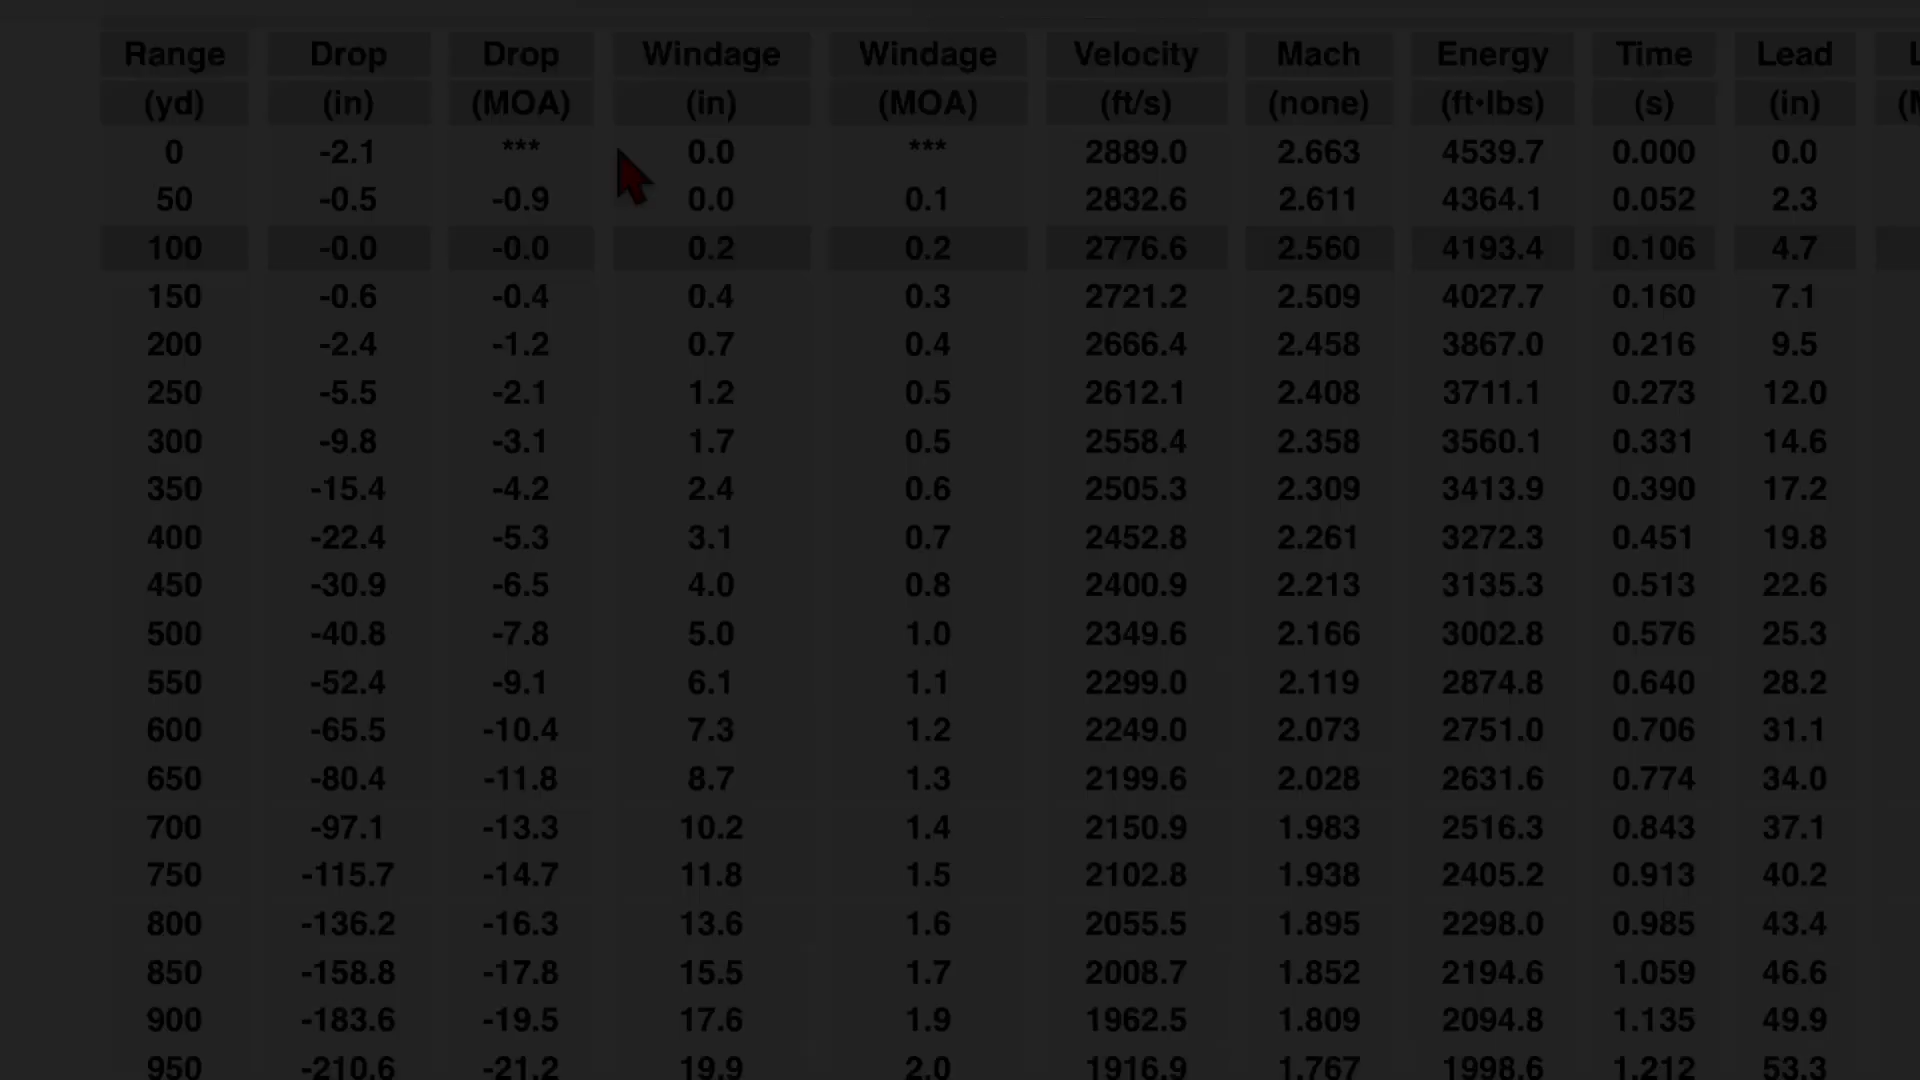 Range Drop Drop Windage Windage Velocity Mach Energy Time Lead
(yd) (in) (MOA) (in) (MOA) (ft/s) (none) (ft•lbs) (s) (in)
0 -2.1 *** 0.0 *** 2889.0 2.663 4539.7 0.000 0.0
50 -0.5 -0.9 0.0 0.1 2832.6 2.611 4364.1 0.052 2.3
100 -0.0 -0.0 0.2 0.2 2776.6 2.560 4193.4 0.106 4.7
150 -0.6 -0.4 0.4 0.3 2721.2 2.509 4027.7 0.160 7.1
200 -2.4 -1.2 0.7 0.4 2666.4 2.458 3867.0 0.216 9.5
250 -5.5 -2.1 1.2 0.5 2612.1 2.408 3711.1 0.273 12.0
300 -9.8 -3.1 1.7 0.5 2558.4 2.358 3560.1 0.331 14.6
350 -15.4 -4.2 2.4 0.6 2505.3 2.309 3413.9 0.390 17.2
400 -22.4 -5.3 3.1 0.7 2452.8 2.261 3272.3 0.451 19.8
450 -30.9 -6.5 4.0 0.8 2400.9 2.213 3135.3 0.513 22.6
500 -40.8 -7.8 5.0 1.0 2349.6 2.166 3002.8 0.576 25.3
550 -52.4 -9.1 6.1 1.1 2299.0 2.119 2874.8 0.640 28.2
600 -65.5 -10.4 7.3 1.2 2249.0 2.073 2751.0 0.706 31.1
650 -80.4 -11.8 8.7 1.3 2199.6 2.028 2631.6 0.774 34.0
700 -97.1 -13.3 10.2 1.4 2150.9 1.983 2516.3 0.843 37.1
750 -115.7 -14.7 11.8 1.5 2102.8 1.938 2405.2 0.913 40.2
800 -136.2 -16.3 13.6 1.6 2055.5 1.895 2298.0 0.985 43.4
850 -158.8 -17.8 15.5 1.7 2008.7 1.852 2194.6 1.059 46.6
900 -183.6 -19.5 17.6 1.9 1962.5 1.809 2094.8 1.135 49.9
950 -210.6 -21.2 19.9 2.0 1916.9 1.767 1998.6 1.212 53.3